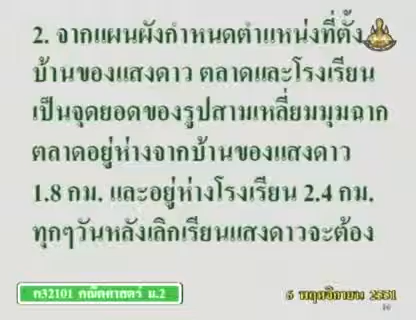 2. จากแผนผังกำหนดตำแหน่งที่ตั้ง
บ้านของแสงดาว ตลาดและโรงเรียน
เป็นจุดยอดของรูปสามเหลี่ยมมุมฉาก
ตลาดอยู่ห่างจากบ้านของแสงดาว
1.8 กม. และอยู่ห่างโรงเรียน 2.4 กม.
ทุกๆวันหลังเลิกเรียนแสงดาวจะต้อง
ค32101 คณิตศาสตร์ ม.2
6 พฤศจิกายน 2551